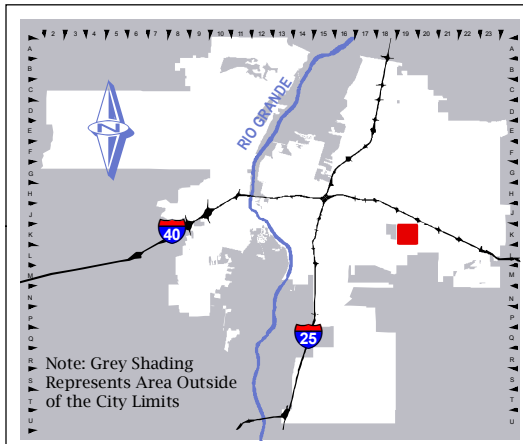 2 3 4 5 6 7 8 9 10 11 12 13 14 15 16 17 18 19 20 21 22 23
A A
B B
C C
D D
E E
F F
G G
H H
J J
K K
L L
M M
N N
P P
Q Q
R R
S S
T T
U U
N
RIO GRANDE
40
25
Note: Grey Shading
Represents Area Outside
of the City Limits